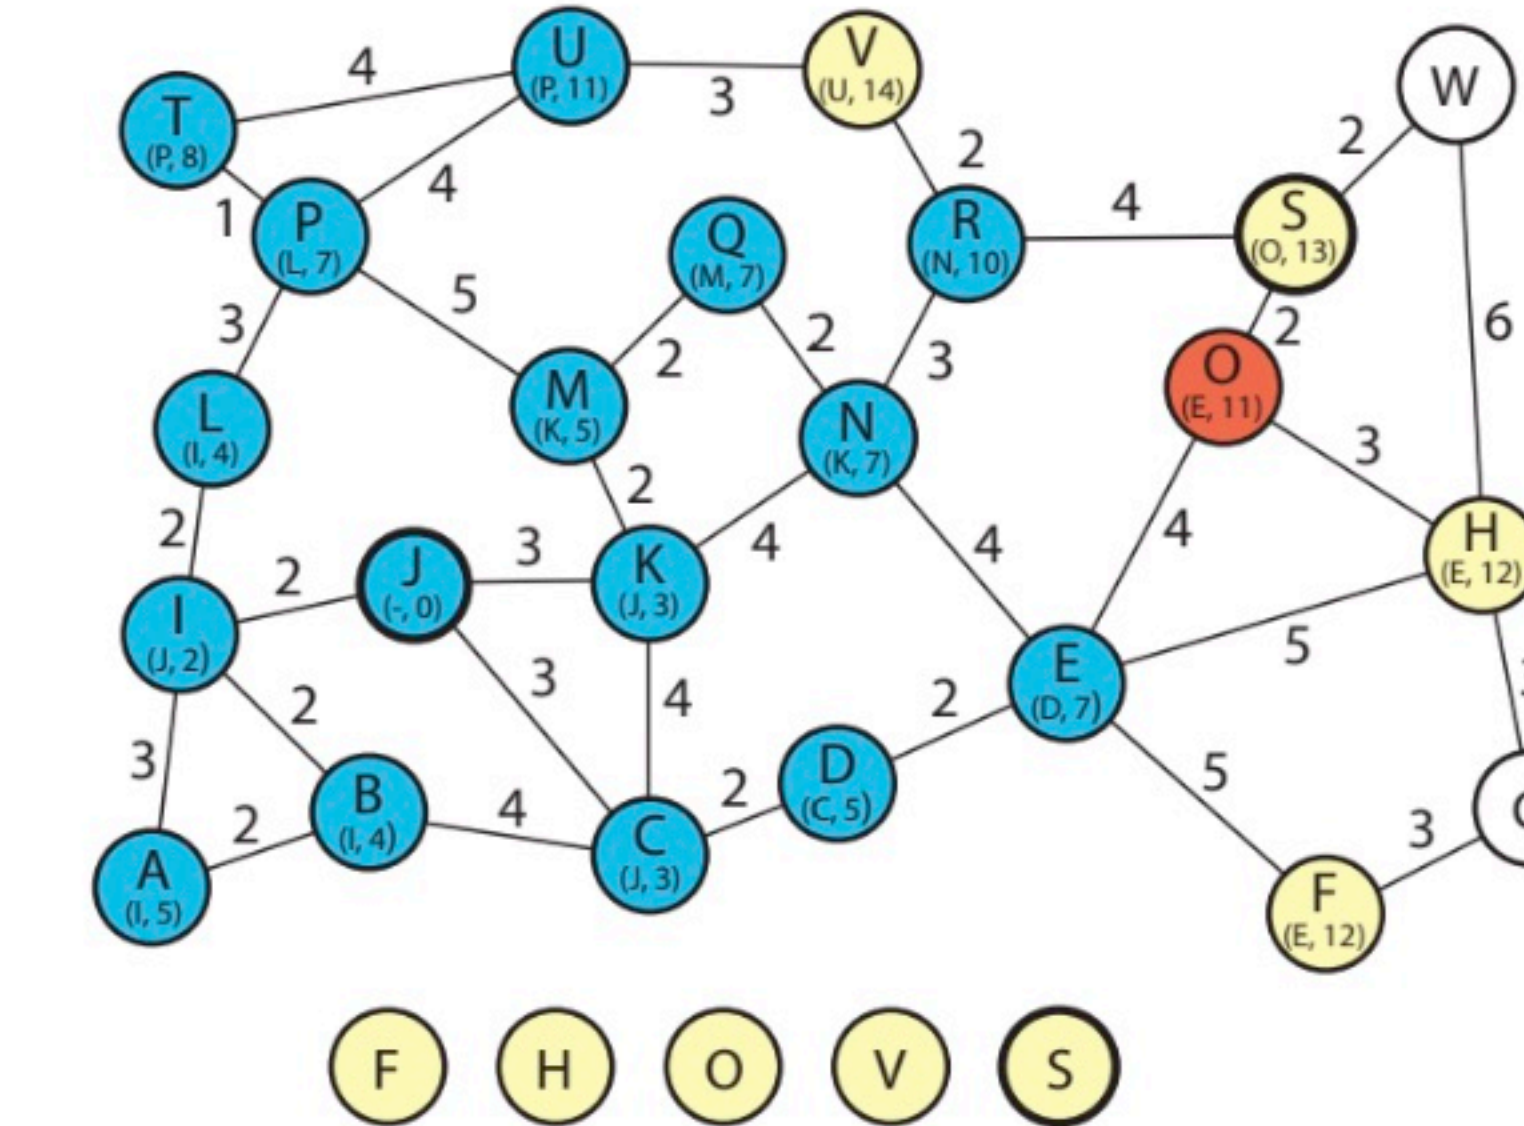 U
(P, 11)
V
(U, 14)
W
4
3
T
(P, 8)
2
2
4
1
P
(L, 7)
Q
(M, 7)
R
(N, 10)
4
S
(O, 13)
5
3
2
2
3
2
6
L
(I, 4)
M
(K, 5)
N
(K, 7)
O
(E, 11)
3
2
2
4
4
4
H
(E, 12)
2
J
(-, 0)
3
K
(J, 3)
I
(J, 2)
5
2
3
4
2
E
(D, 7)
3
5
2
B
(I, 4)
4
2
D
(C, 5)
3
A
(I, 5)
C
(J, 3)
F
(E, 12)
F
H
O
V
S